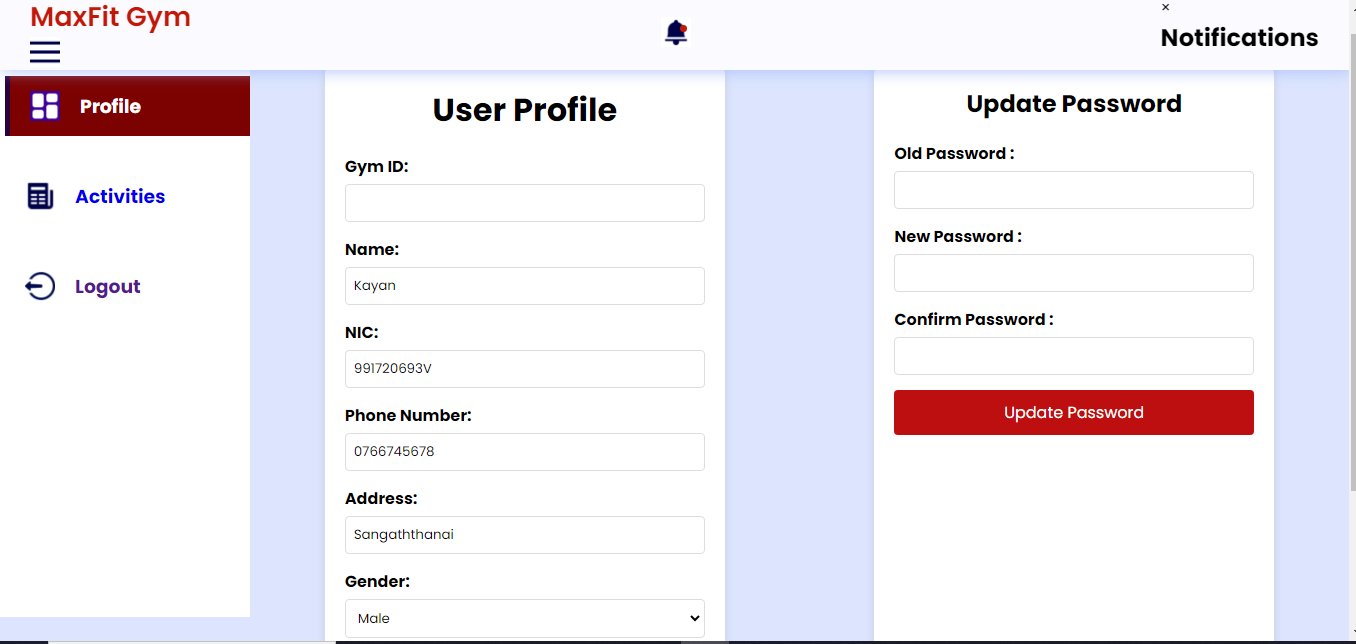 MaxFit Gym
×
Notifications
Profile
Activities
Logout
User Profile
Gym ID:
Name:
Kayan
NIC:
991720693V
Phone Number:
0766745678
Address:
Sangaththanai
Gender:
Male
Update Password
Old Password :
New Password :
Confirm Password :
Update Password